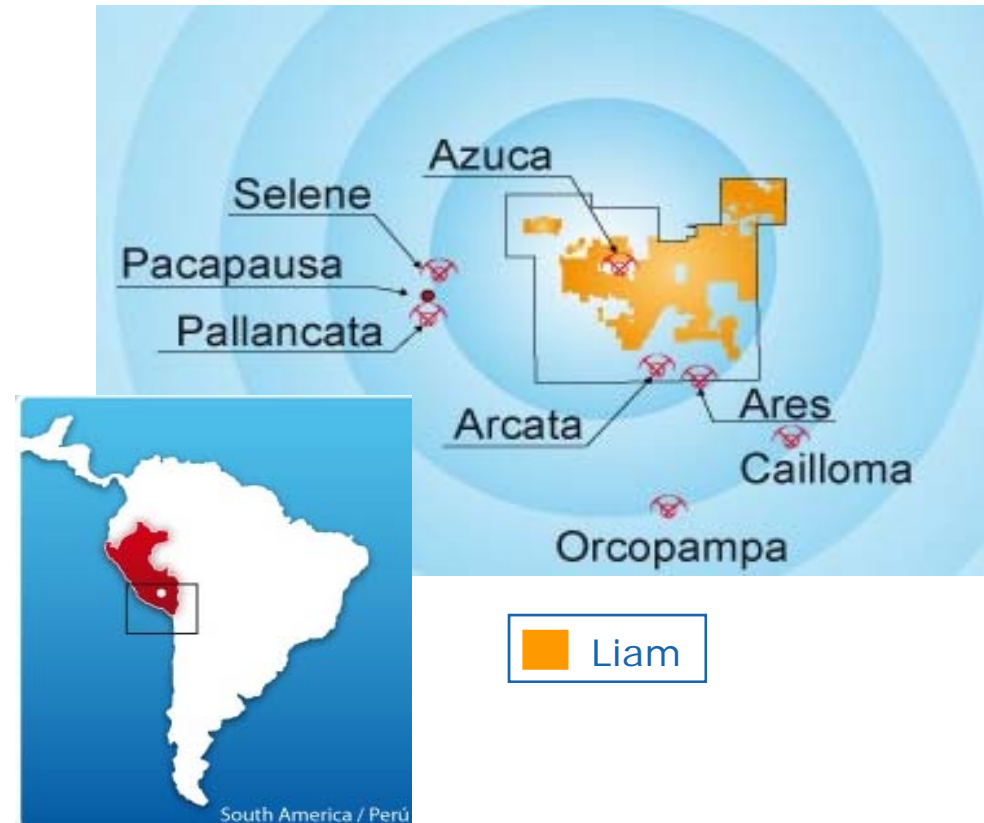 Azuca
Selene
Pacapausa
Pallancata
Arcata
Ares
Cailloma
Orcopampa
Liam
South America / Perú